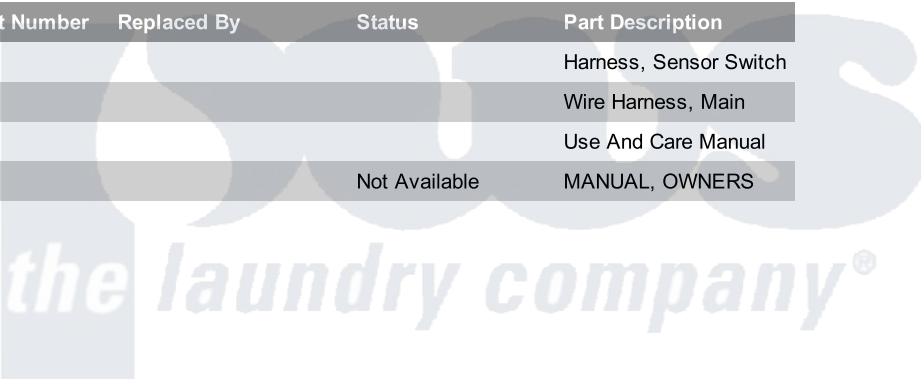 t Number Replaced By Status Part Description
Harness, Sensor Switch
Wire Harness, Main
Use And Care Manual
Not Available MANUAL, OWNERS
the laundry company®